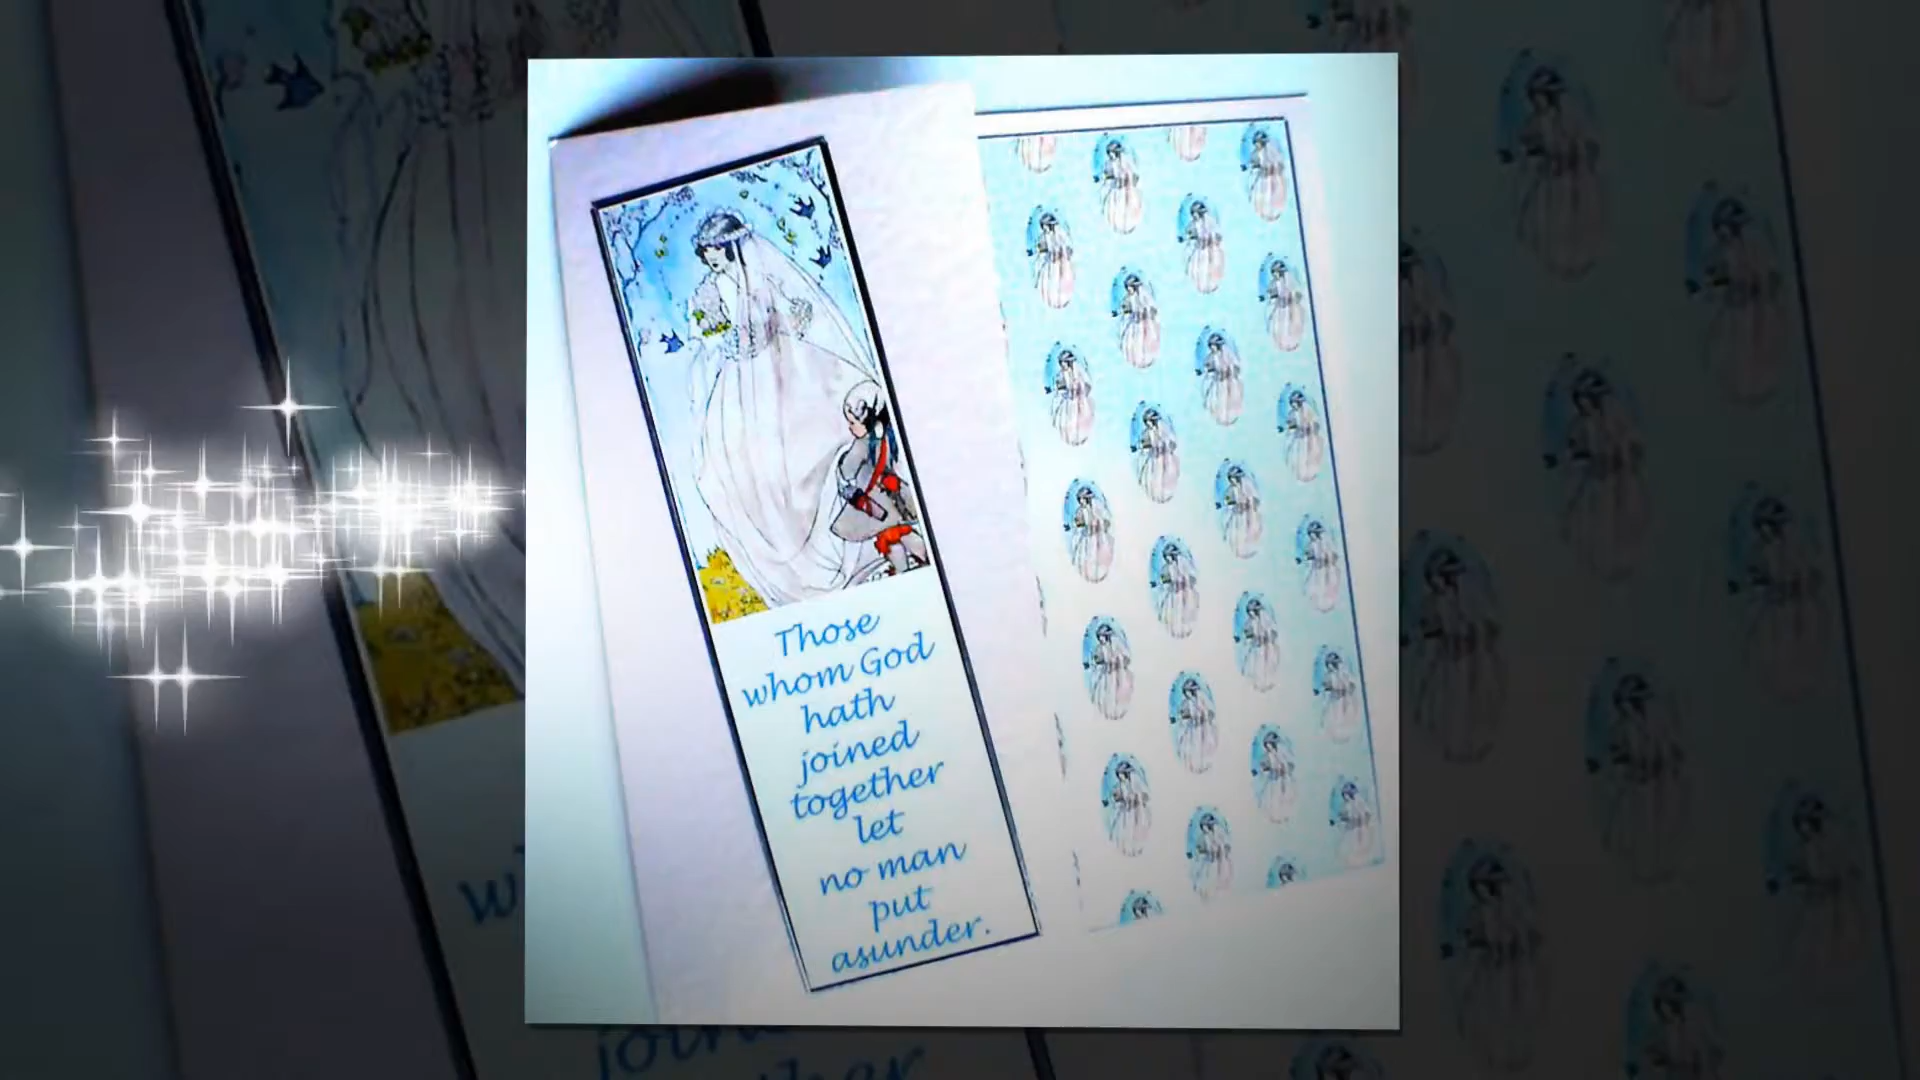 Those
whom God
hath
joined
together
let
no man
put
asunder.